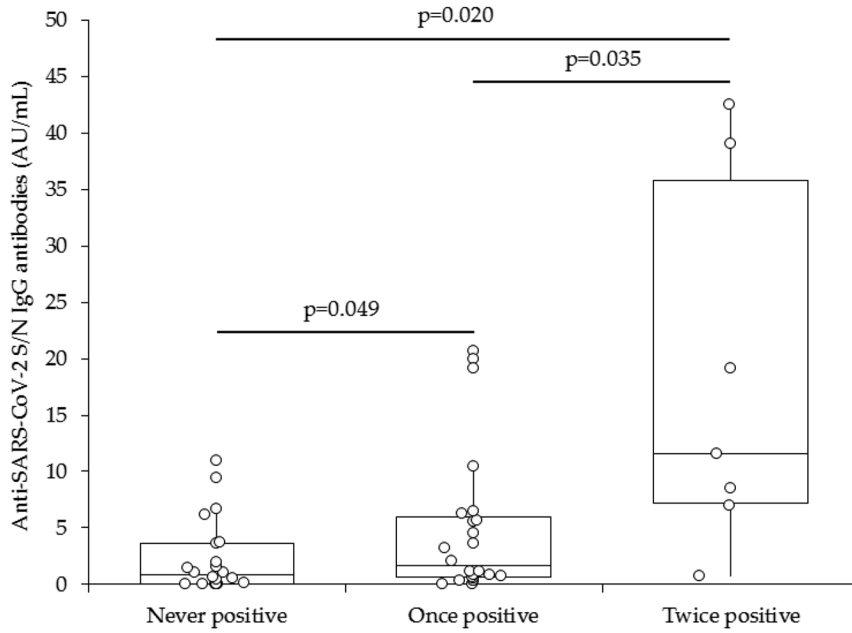 Anti-SARS-CoV-2 S/N IgG antibodies (AU/mL)
50
45
40
35
30
25
20
15
10
5
0
p=0.020
p=0.035
p=0.049
Never positive
Once positive
Twice positive